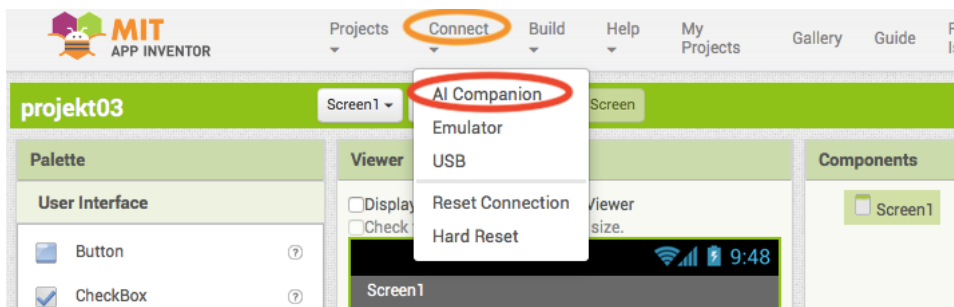 MIT
APP INVENTOR
Projects
Connect
Build
Help
My
Projects
Gallery
Guide
projekt03
Screen1
Screen
AI Companion
Emulator
USB
Reset Connection
Hard Reset
Palette
Viewer
Components
User Interface
Display
Viewer
Check
size.
Screen1
Button
?
CheckBox
?
9:48
Screen1